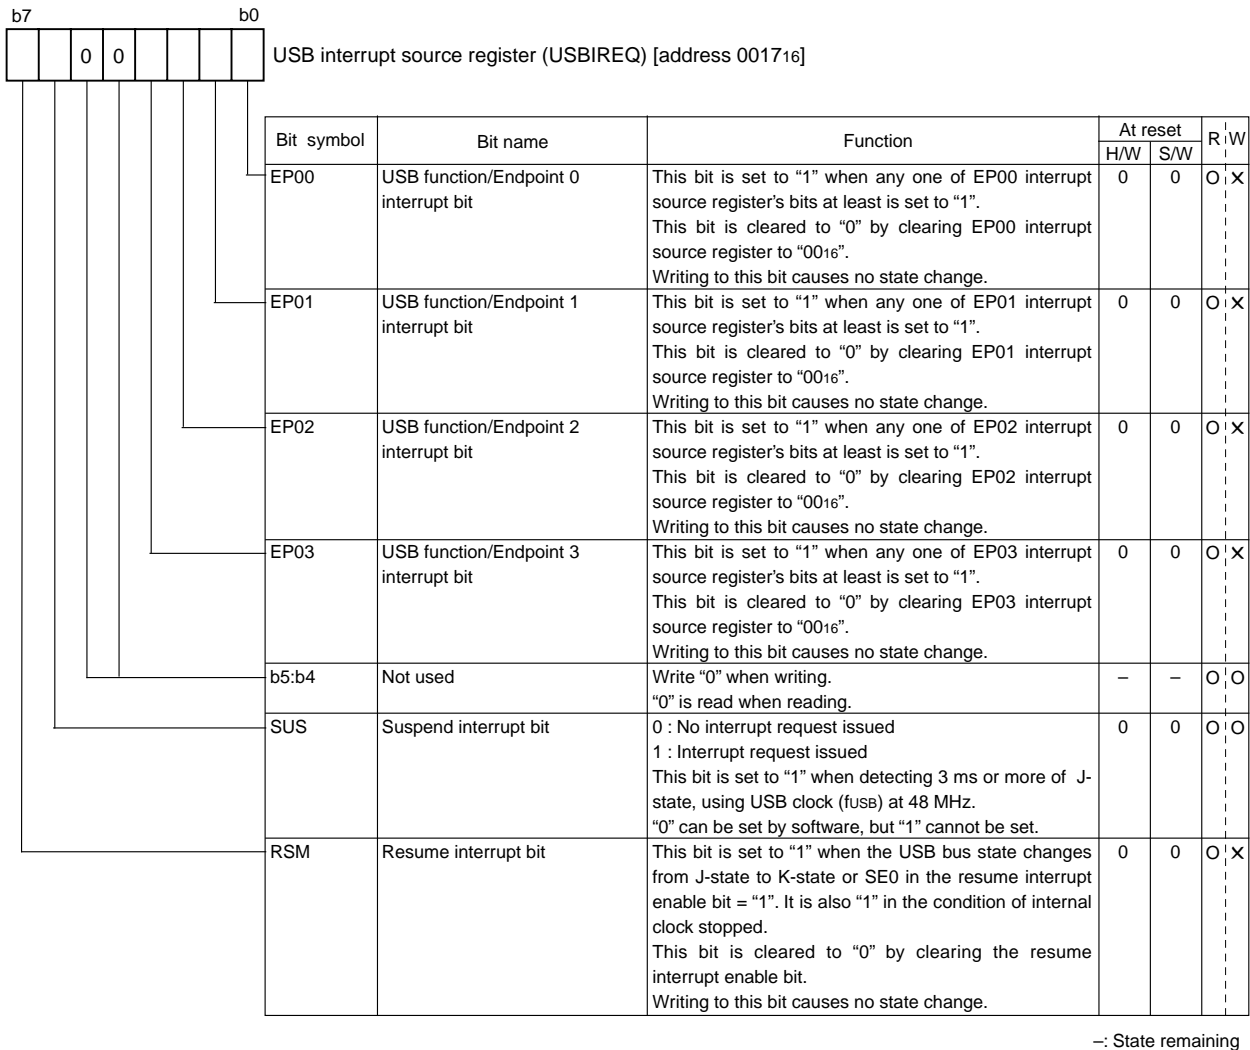 b7 b0
0 0 USB interrupt source register (USBIREQ) [address 001716]
Bit symbol Bit name Function At reset R W
H/W S/W
EP00 USB function/Endpoint 0 This bit is set to “1” when any one of EP00 interrupt 0 0 O ×
interrupt bit source register's bits at least is set to “1”.
This bit is cleared to “0” by clearing EP00 interrupt
source register to “0016”.
Writing to this bit causes no state change.
EP01 USB function/Endpoint 1 This bit is set to “1” when any one of EP01 interrupt 0 0 O ×
interrupt bit source register's bits at least is set to “1”.
This bit is cleared to “0” by clearing EP01 interrupt
source register to “0016”.
Writing to this bit causes no state change.
EP02 USB function/Endpoint 2 This bit is set to “1” when any one of EP02 interrupt 0 0 O ×
interrupt bit source register's bits at least is set to “1”.
This bit is cleared to “0” by clearing EP02 interrupt
source register to “0016”.
Writing to this bit causes no state change.
EP03 USB function/Endpoint 3 This bit is set to “1” when any one of EP03 interrupt 0 0 O ×
interrupt bit source register's bits at least is set to “1”.
This bit is cleared to “0” by clearing EP03 interrupt
source register to “0016”.
Writing to this bit causes no state change.
b5:b4 Not used Write “0” when writing. – – O O
“0” is read when reading.
SUS Suspend interrupt bit 0 : No interrupt request issued 0 0 O O
1 : Interrupt request issued
This bit is set to “1” when detecting 3 ms or more of J-
state, using USB clock (fUSB) at 48 MHz.
“0” can be set by software, but “1” cannot be set.
RSM Resume interrupt bit This bit is set to “1” when the USB bus state changes 0 0 O ×
from J-state to K-state or SE0 in the resume interrupt
enable bit = “1”. It is also “1” in the condition of internal
clock stopped.
This bit is cleared to “0” by clearing the resume
interrupt enable bit.
Writing to this bit causes no state change.
–: State remaining